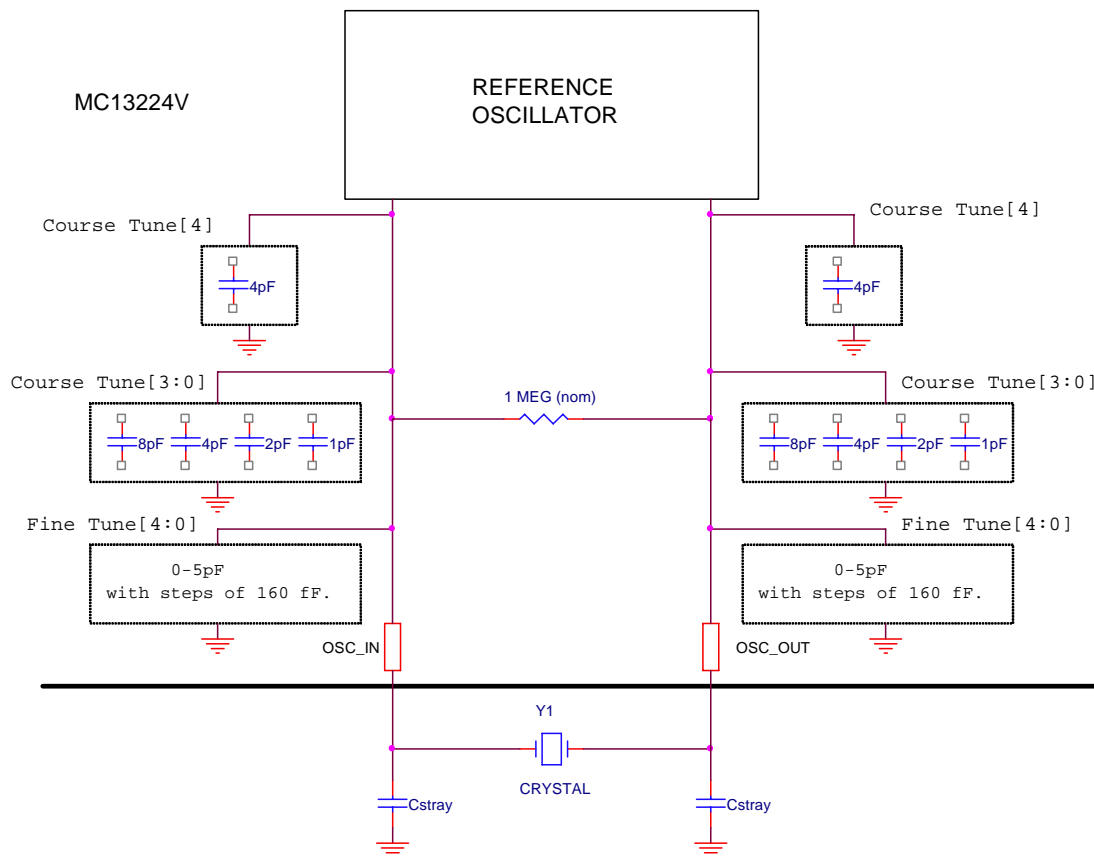 REFERENCE
OSCILLATOR
MC13224V
Course Tune[4]
4pF
Course Tune[4]
4pF
Course Tune[3:0]
8pF 4pF 2pF 1pF
1 MEG (nom)
Course Tune[3:0]
8pF 4pF 2pF 1pF
Fine Tune[4:0]
0-5pF
with steps of 160 fF.
Fine Tune[4:0]
0-5pF
with steps of 160 fF.
OSC_IN
OSC_OUT
Y1
CRYSTAL
Cstray
Cstray